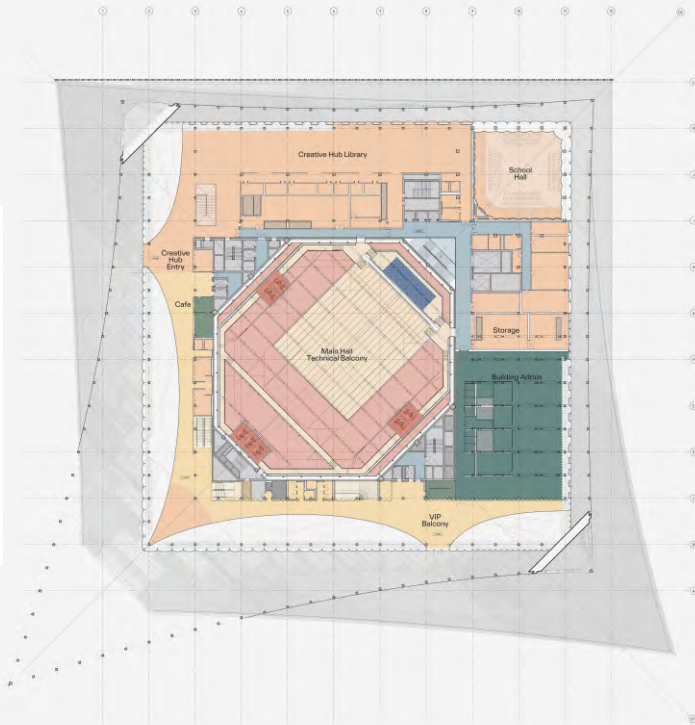 Creative Hub Library
School
Hall
Creative
Hub
Entry
Cafe
Storage
Main Hall
Technical Balcony
Building Admin
VIP
Balcony